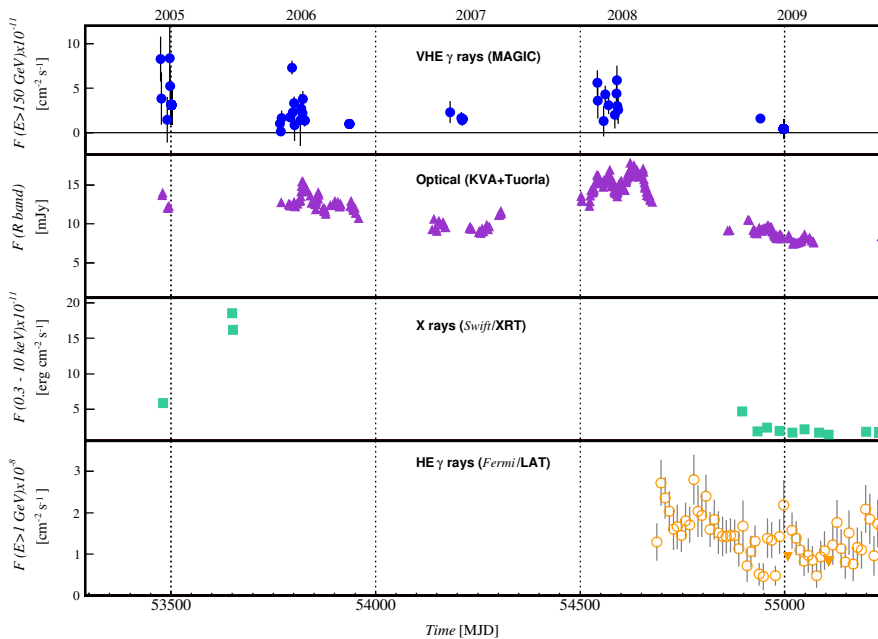 2005 2006 2007 2008 2009
F (E>150 GeV)x10⁻¹¹
[cm⁻² s⁻¹]
10
5
0
VHE γ rays (MAGIC)
F (R band)
[mJy]
15
10
5
Optical (KVA+Tuorla)
F (0.3 - 10 keV)x10⁻¹¹
[erg cm⁻² s⁻¹]
20
15
10
5
X rays (Swift/XRT)
F (E>1 GeV)x10⁻⁸
[cm⁻² s⁻¹]
3
2
1
0
HE γ rays (Fermi/LAT)
53500 54000 54500 55000
Time [MJD]